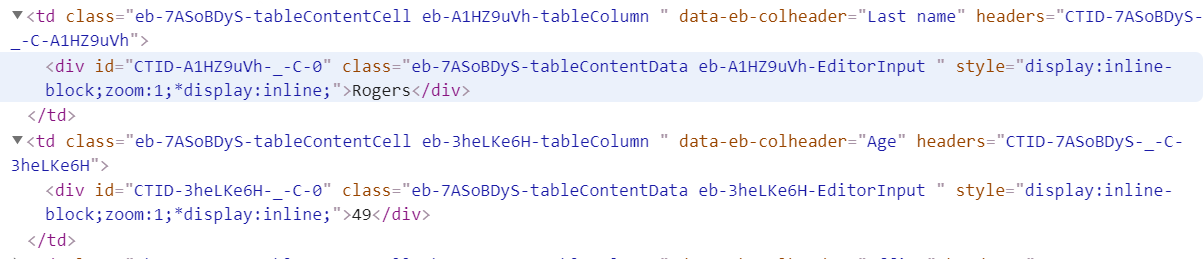 ▼<td class="eb-7ASoBDyS-tableContentCell eb-A1HZ9uVh-tableColumn " data-eb-colheader="Last name" headers="CTID-7ASoBDyS-
_-C-A1HZ9uVh">
<div id="CTID-A1HZ9uVh-_-C-0" class="eb-7ASoBDyS-tableContentData eb-A1HZ9uVh-EditorInput " style="display:inline-
block;zoom:1;*display:inline;">Rogers</div>
</td>
▼<td class="eb-7ASoBDyS-tableContentCell eb-3heLKe6H-tableColumn " data-eb-colheader="Age" headers="CTID-7ASoBDyS-_-C-
3heLKe6H">
<div id="CTID-3heLKe6H-_-C-0" class="eb-7ASoBDyS-tableContentData eb-3heLKe6H-EditorInput " style="display:inline-
block;zoom:1;*display:inline;">49</div>
</td>